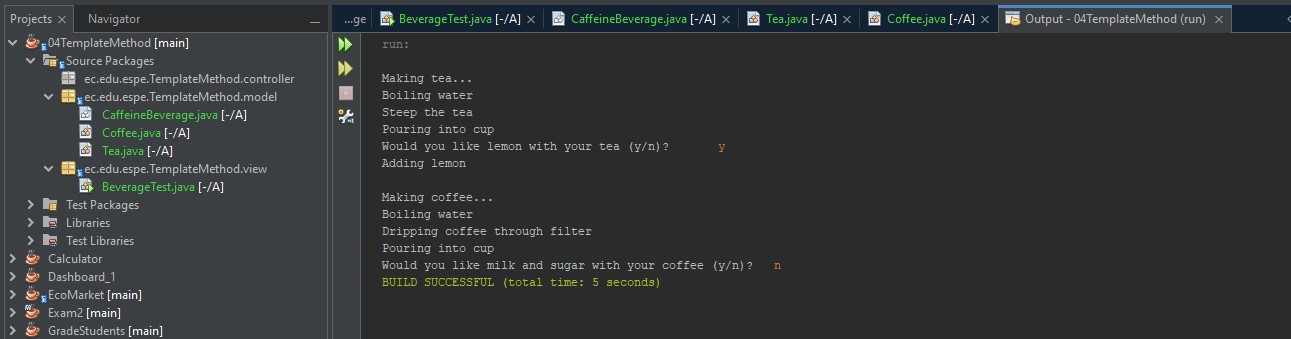 Projects × Navigator
04TemplateMethod [main]
Source Packages
ec.edu.espe.TemplateMethod.controller
ec.edu.espe.TemplateMethod.model
CaffeineBeverage.java [-/A]
Coffee.java [-/A]
Tea.java [-/A]
ec.edu.espe.TemplateMethod.view
BeverageTest.java [-/A]
Test Packages
Libraries
Test Libraries
Calculator
Dashboard_1
EcoMarket [main]
Exam2 [main]
GradeStudents [main]
...ge BeverageTest.java [-/A] × CaffeineBeverage.java [-/A] × Tea.java [-/A] × Coffee.java [-/A] × Output - 04TemplateMethod (run) ×
run:
Making tea...
Boiling water
Steep the tea
Pouring into cup
Would you like lemon with your tea (y/n)? y
Adding lemon
Making coffee...
Boiling water
Dripping coffee through filter
Pouring into cup
Would you like milk and sugar with your coffee (y/n)? n
BUILD SUCCESSFUL (total time: 5 seconds)